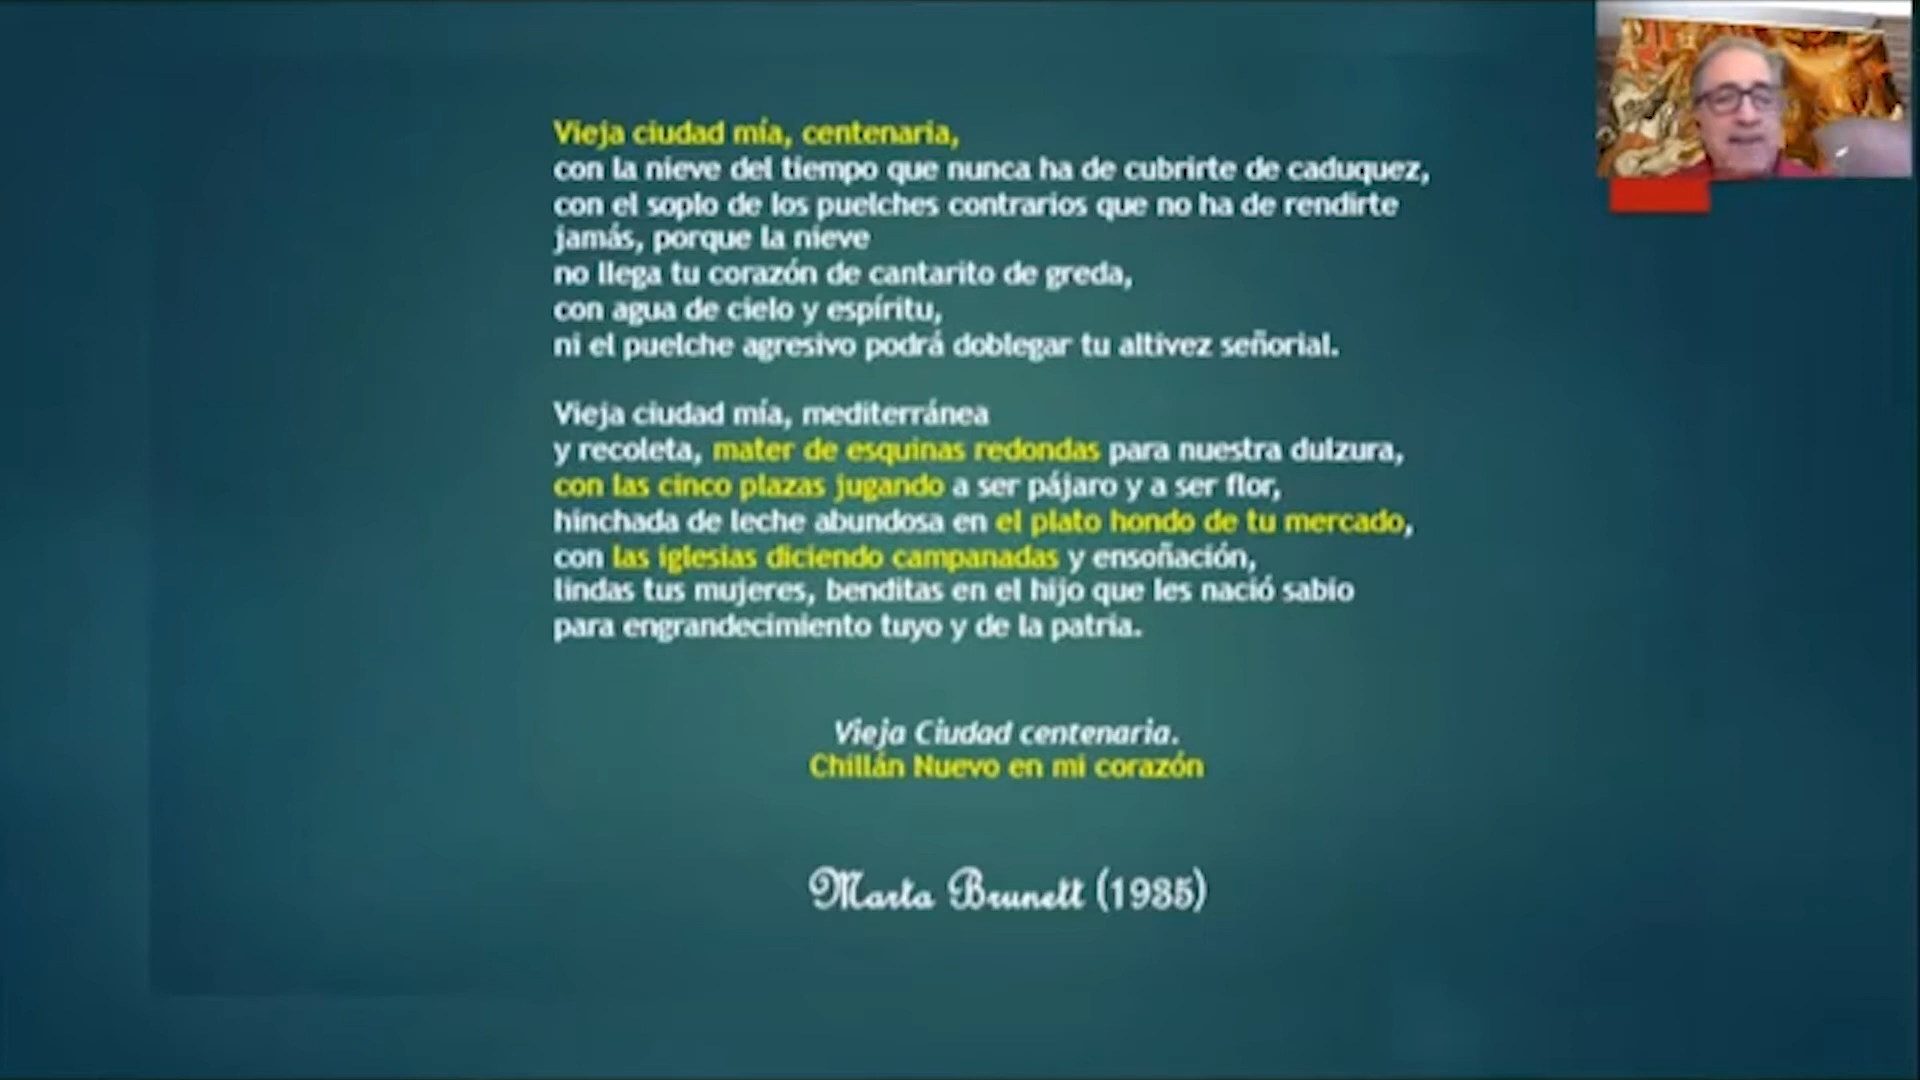 Vieja ciudad mía, centenaria,
con la nieve del tiempo que nunca ha de cubrirte de caduquez,
con el soplo de los puelches contrarios que no ha de rendirte
jamás, porque la nieve
no llega tu corazón de cantarito de greda,
con agua de cielo y espíritu,
ni el puelche agresivo podrá doblegar tu altivez señorial.
Vieja ciudad mía, mediterránea
y recoleta, mater de esquinas redondas para nuestra dulzura,
con las cinco plazas jugando a ser pájaro y a ser flor,
hinchada de leche abundosa en el plato hondo de tu mercado,
con las iglesias diciendo campanadas y ensoñación,
lindas tus mujeres, benditas en el hijo que les nació sabio
para engrandecimiento tuyo y de la patria.
Vieja Ciudad centenaria.
Chillán Nuevo en mi corazón
Marta Brunett (1935)